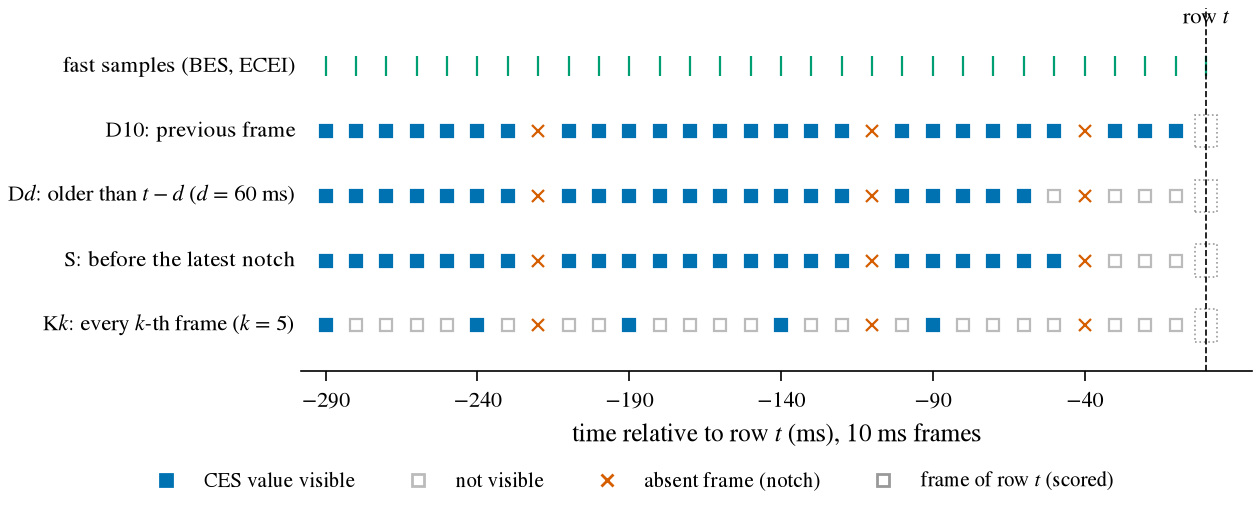 row t
fast samples (BES, ECEI)
D10: previous frame
Dd: older than t − d (d = 60 ms)
S: before the latest notch
Kk: every k-th frame (k = 5)
−290 −240 −190 −140 −90 −40
time relative to row t (ms), 10 ms frames
CES value visible not visible absent frame (notch) frame of row t (scored)